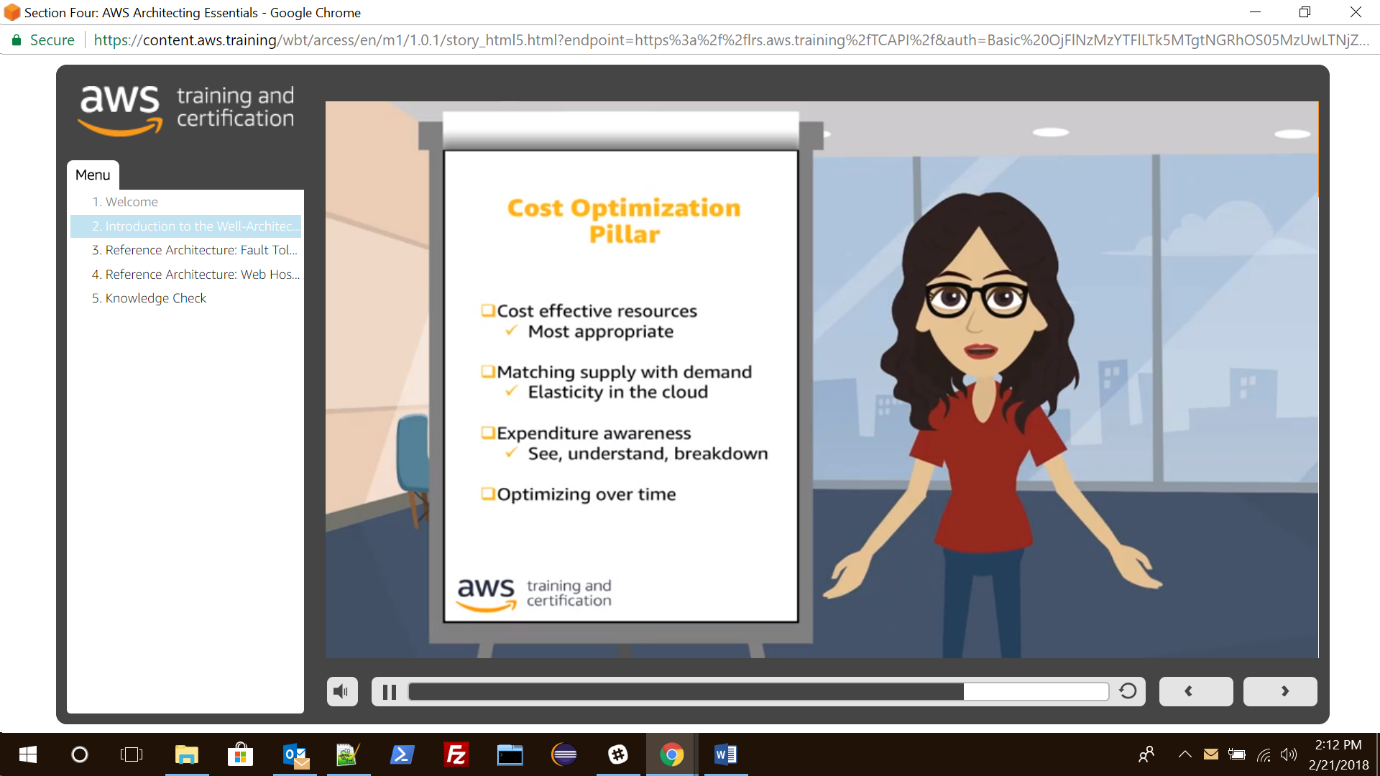 Section Four: AWS Architecting Essentials - Google Chrome
Secure https://content.aws.training/wbt/arcess/en/m1/1.0.1/story_html5.html?endpoint=https%3a%2f%2flrs.aws.training%2fTCAPI%2f&auth=Basic%20OjFlNzMzYTFlLTk5MTgtNGRhOS05MzUwLTNjZ...
aws training and certification
Menu
1. Welcome
2. Introduction to the Well-Architec...
3. Reference Architecture: Fault Tol...
4. Reference Architecture: Web Hos...
5. Knowledge Check
Cost Optimization
Pillar
Cost effective resources
✓ Most appropriate
Matching supply with demand
✓ Elasticity in the cloud
Expenditure awareness
✓ See, understand, breakdown
Optimizing over time
aws training and certification
2:12 PM
2/21/2018